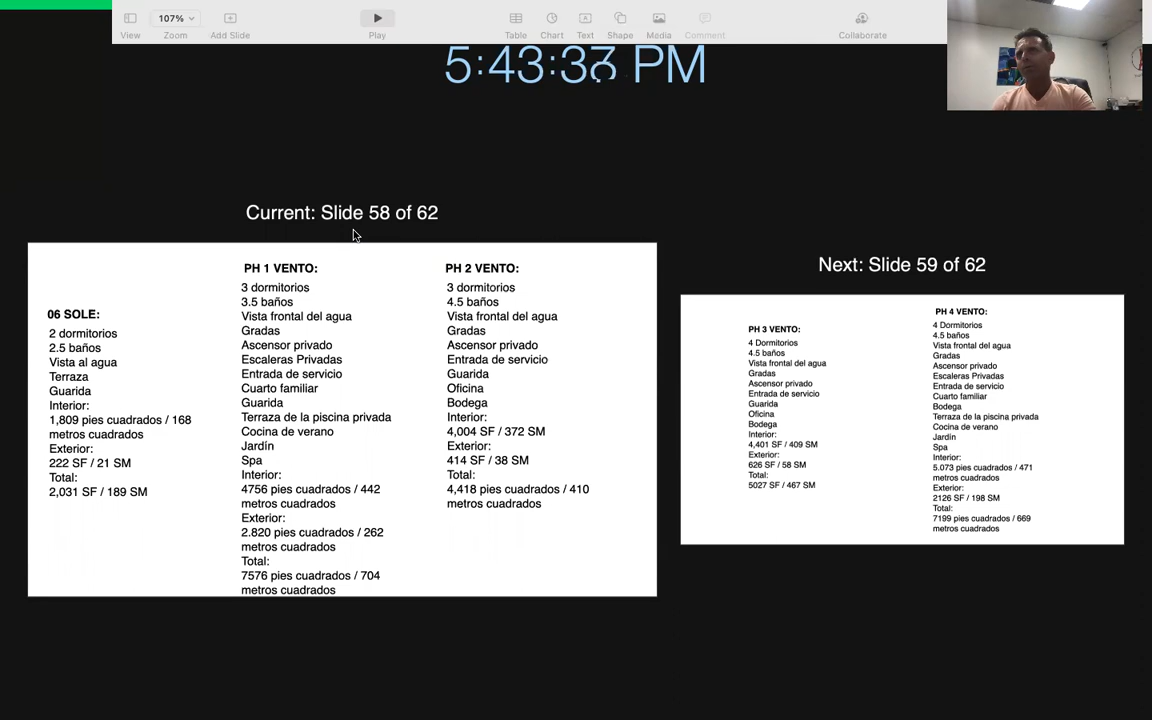 107%
View
Zoom
Add Slide
Play
Table
Chart
Text
Shape
Media
Comment
Collaborate
5:43:33 PM
Current: Slide 58 of 62
06 SOLE:
2 dormitorios
2.5 baños
Vista al agua
Terraza
Guarida
Interior:
1,809 pies cuadrados / 168
metros cuadrados
Exterior:
222 SF / 21 SM
Total:
2,031 SF / 189 SM
PH 1 VENTO:
3 dormitorios
3.5 baños
Vista frontal del agua
Gradas
Ascensor privado
Escaleras Privadas
Entrada de servicio
Cuarto familiar
Guarida
Terraza de la piscina privada
Cocina de verano
Jardín
Spa
Interior:
4756 pies cuadrados / 442
metros cuadrados
Exterior:
2.820 pies cuadrados / 262
metros cuadrados
Total:
7576 pies cuadrados / 704
metros cuadrados
PH 2 VENTO:
3 dormitorios
4.5 baños
Vista frontal del agua
Gradas
Ascensor privado
Entrada de servicio
Guarida
Oficina
Bodega
Interior:
4,004 SF / 372 SM
Exterior:
414 SF / 38 SM
Total:
4,418 pies cuadrados / 410
metros cuadrados
Next: Slide 59 of 62
PH 3 VENTO:
4 Dormitorios
4.5 baños
Vista frontal del agua
Gradas
Ascensor privado
Entrada de servicio
Guarida
Oficina
Bodega
Interior:
4,401 SF / 409 SM
Exterior:
626 SF / 58 SM
Total:
5027 SF / 467 SM
PH 4 VENTO:
4 Dormitorios
4.5 baños
Vista frontal del agua
Gradas
Ascensor privado
Escaleras Privadas
Entrada de servicio
Cuarto familiar
Bodega
Terraza de la piscina privada
Cocina de verano
Jardín
Spa
Interior:
5.073 pies cuadrados / 471
metros cuadrados
Exterior:
2126 SF / 198 SM
Total:
7199 pies cuadrados / 669
metros cuadrados